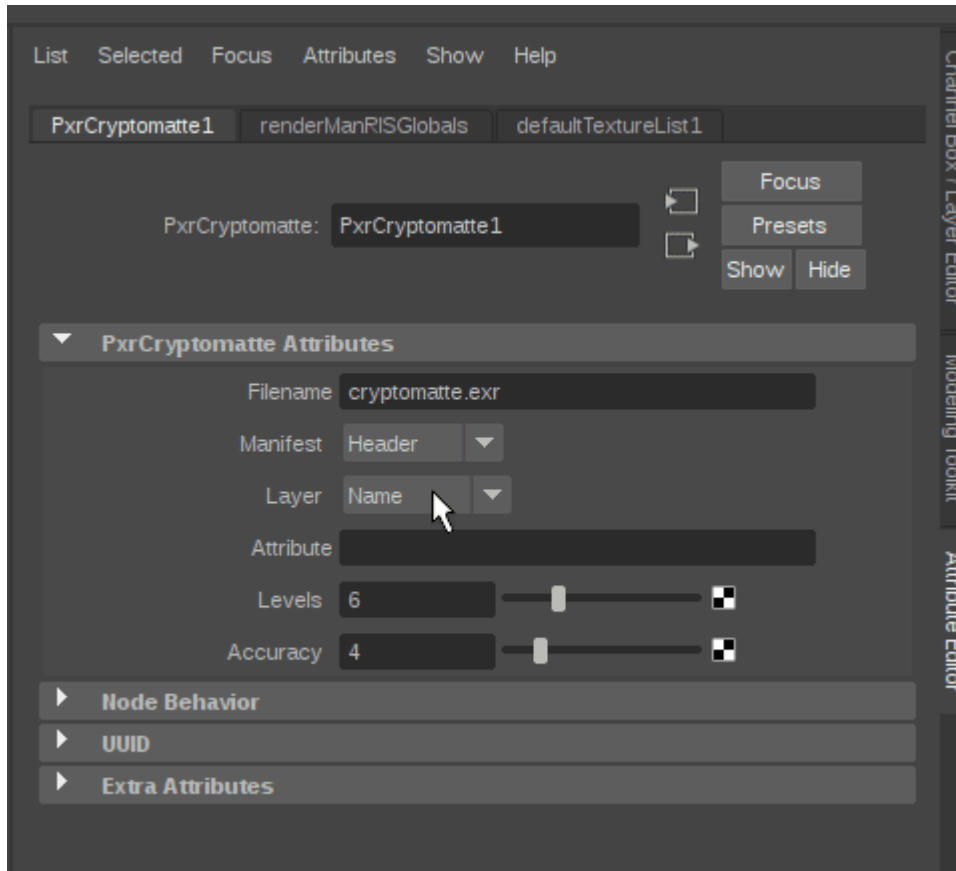 List Selected Focus Attributes Show Help
PxrCryptomatte1 renderManRISGlobals defaultTextureList1
Focus
PxrCryptomatte: PxrCryptomatte1
Presets
Show Hide
PxrCryptomatte Attributes
Filename cryptomatte.exr
Manifest Header
Layer Name
Attribute
Levels 6
Accuracy 4
Node Behavior
UUID
Extra Attributes
Channel Box / Layer Editor
Modeling Toolkit
Attribute Editor